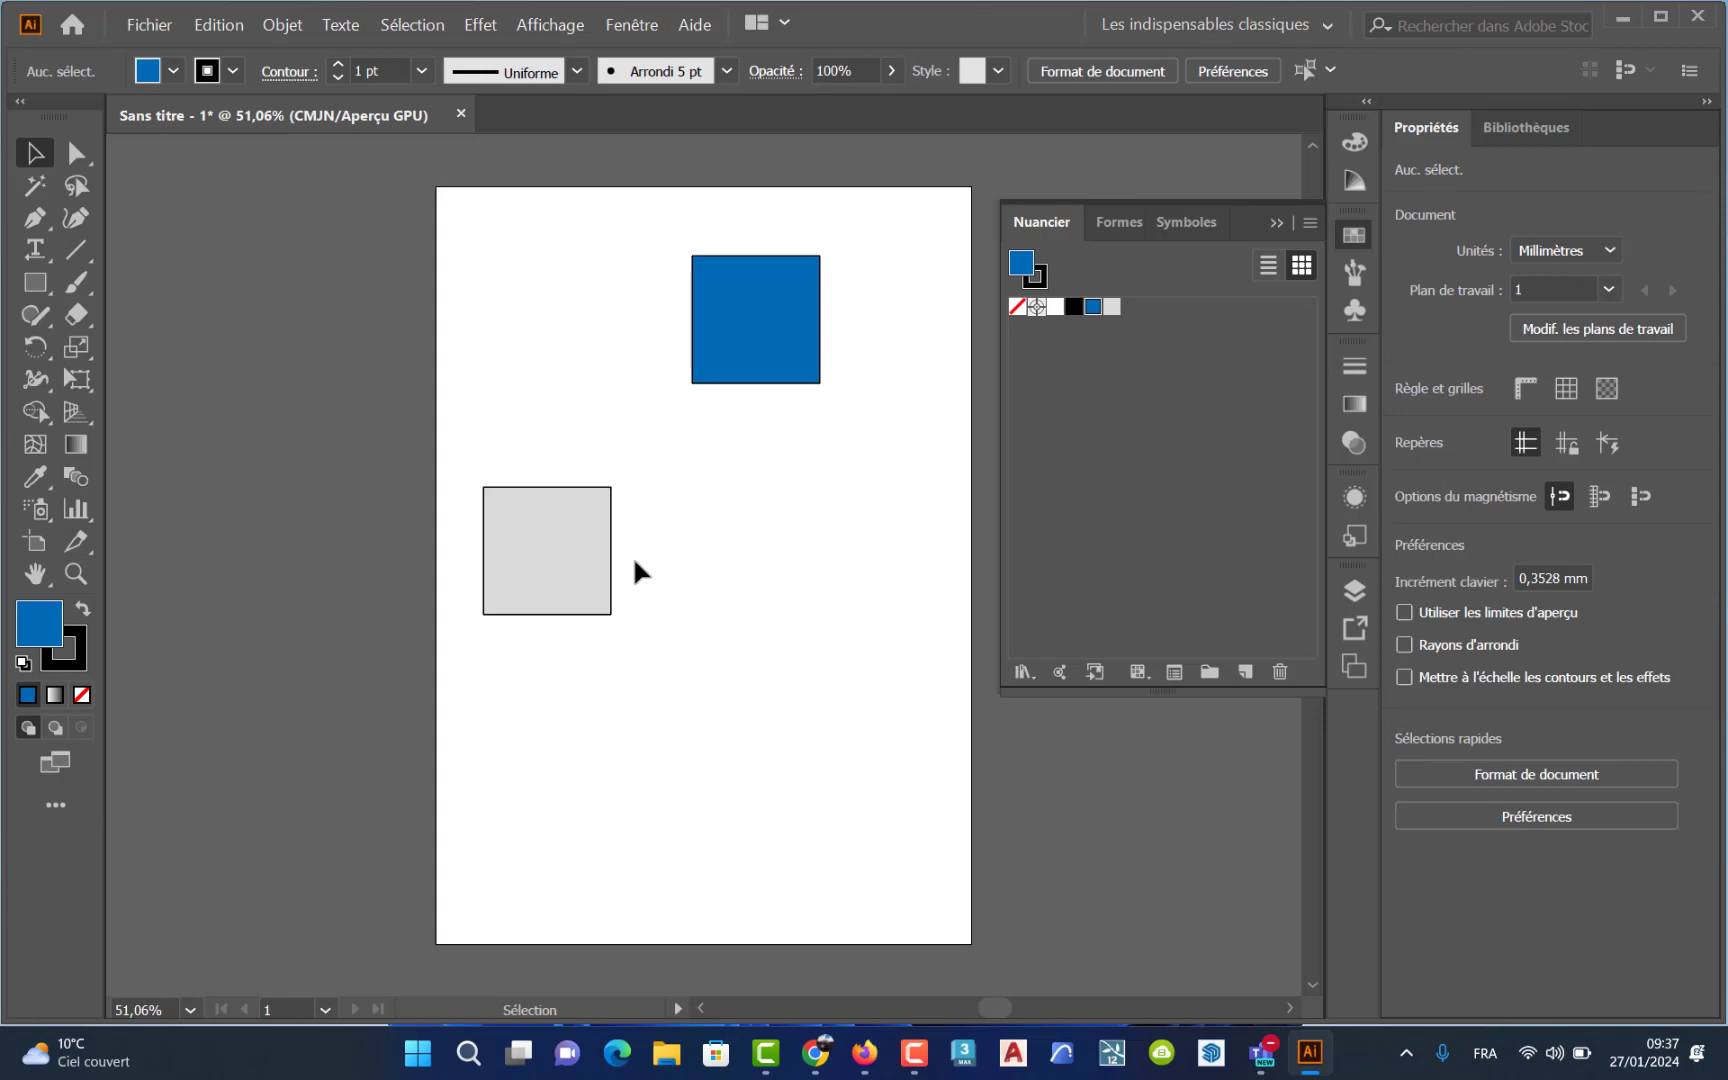 Ai Fichier Edition Objet Texte Sélection Effet Affichage Fenêtre Aide Les indispensables classiques Rechercher dans Adobe Stoc
Auc. sélect. Contour : 1 pt Uniforme Arrondi 5 pt Opacité : 100% Style : Format de document Préférences
Sans titre - 1* @ 51,06% (CMJN/Aperçu GPU)
Propriétés Bibliothèques
Auc. sélect.
Document
Unités : Millimètres
Plan de travail : 1
Modif. les plans de travail
Règle et grilles
Repères
Options du magnétisme
Préférences
Incrément clavier : 0,3528 mm
Utiliser les limites d'aperçu
Rayons d'arrondi
Mettre à l'échelle les contours et les effets
Sélections rapides
Format de document
Préférences
Nuancier Formes Symboles
51,06% 1 Sélection
10°C
Ciel couvert
3
MAX
A
12
NEW
Ai
FRA
09:37
27/01/2024